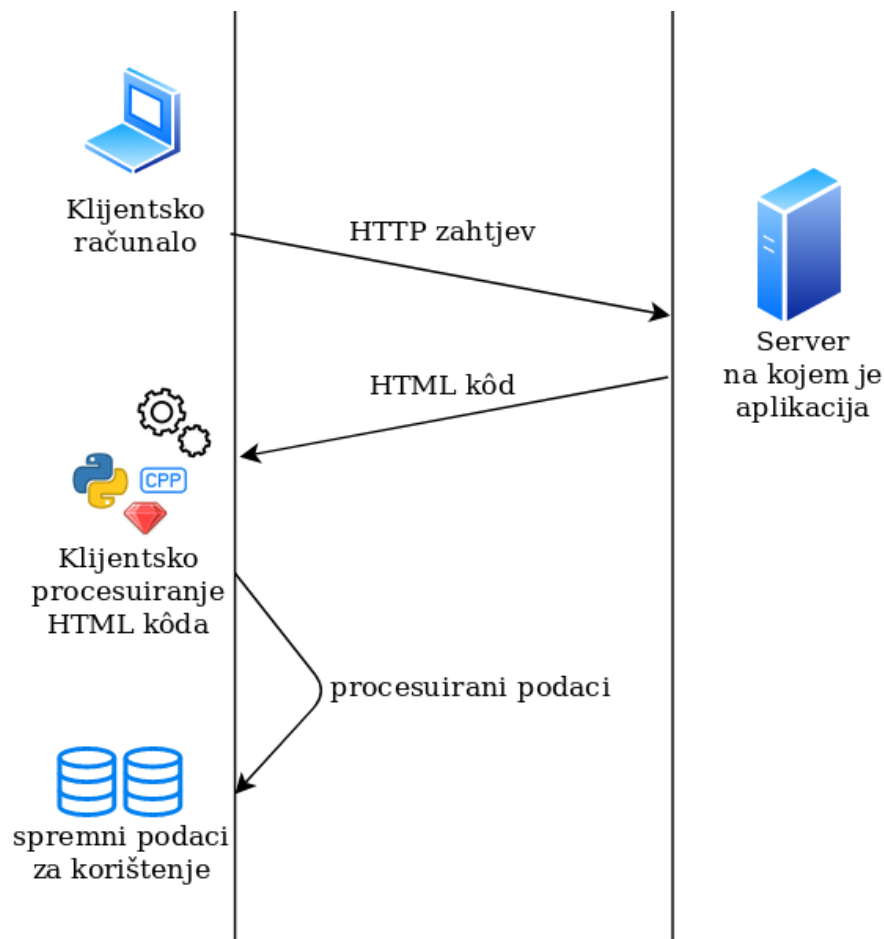 Klijentsko
računalo
HTTP zahtjev
Server
na kojem je
aplikacija
HTML kôd
CPP
Klijentsko
procesuiranje
HTML kôda
procesuirani podaci
spremni podaci
za korištenje